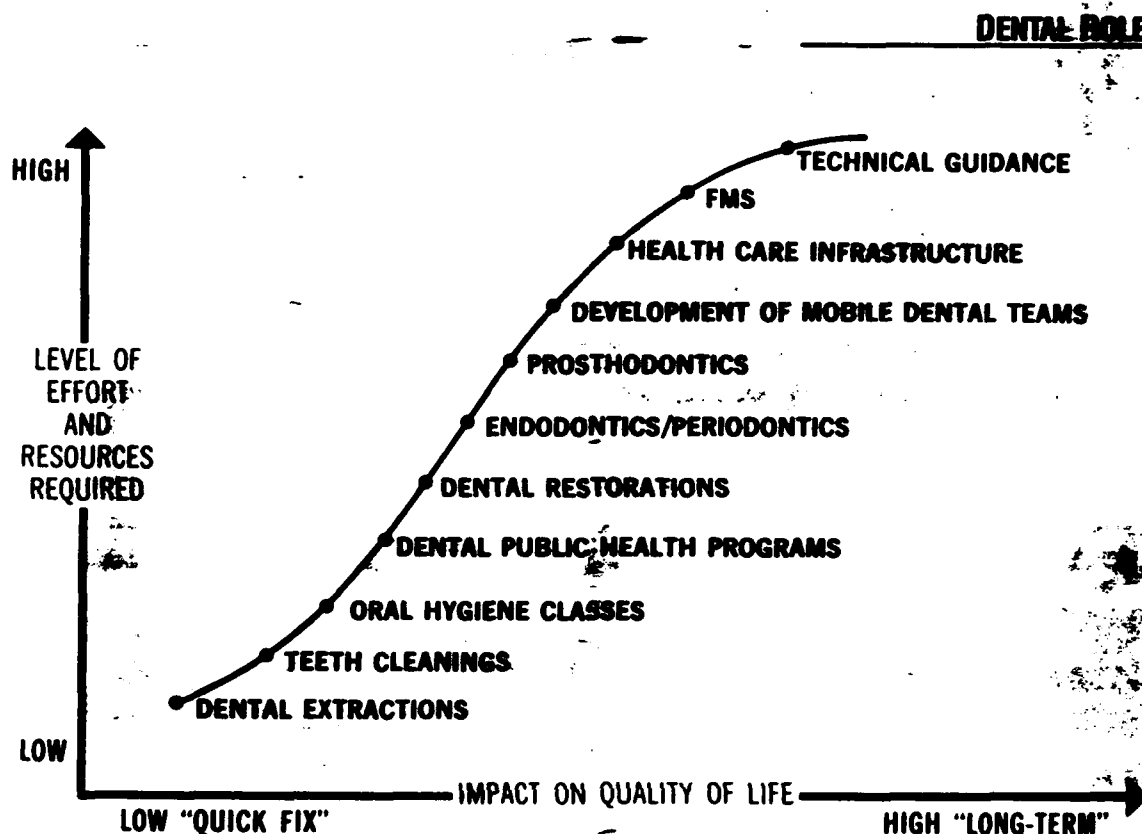 DENTAL ROLE
HIGH
TECHNICAL GUIDANCE
FMS
HEALTH CARE INFRASTRUCTURE
DEVELOPMENT OF MOBILE DENTAL TEAMS
LEVEL OF
EFFORT
AND
RESOURCES
REQUIRED
PROSTHODONTICS
ENDODONTICS/PERIODONTICS
DENTAL RESTORATIONS
DENTAL PUBLIC HEALTH PROGRAMS
ORAL HYGIENE CLASSES
TEETH CLEANINGS
DENTAL EXTRACTIONS
LOW
IMPACT ON QUALITY OF LIFE
LOW "QUICK FIX"
HIGH "LONG-TERM"